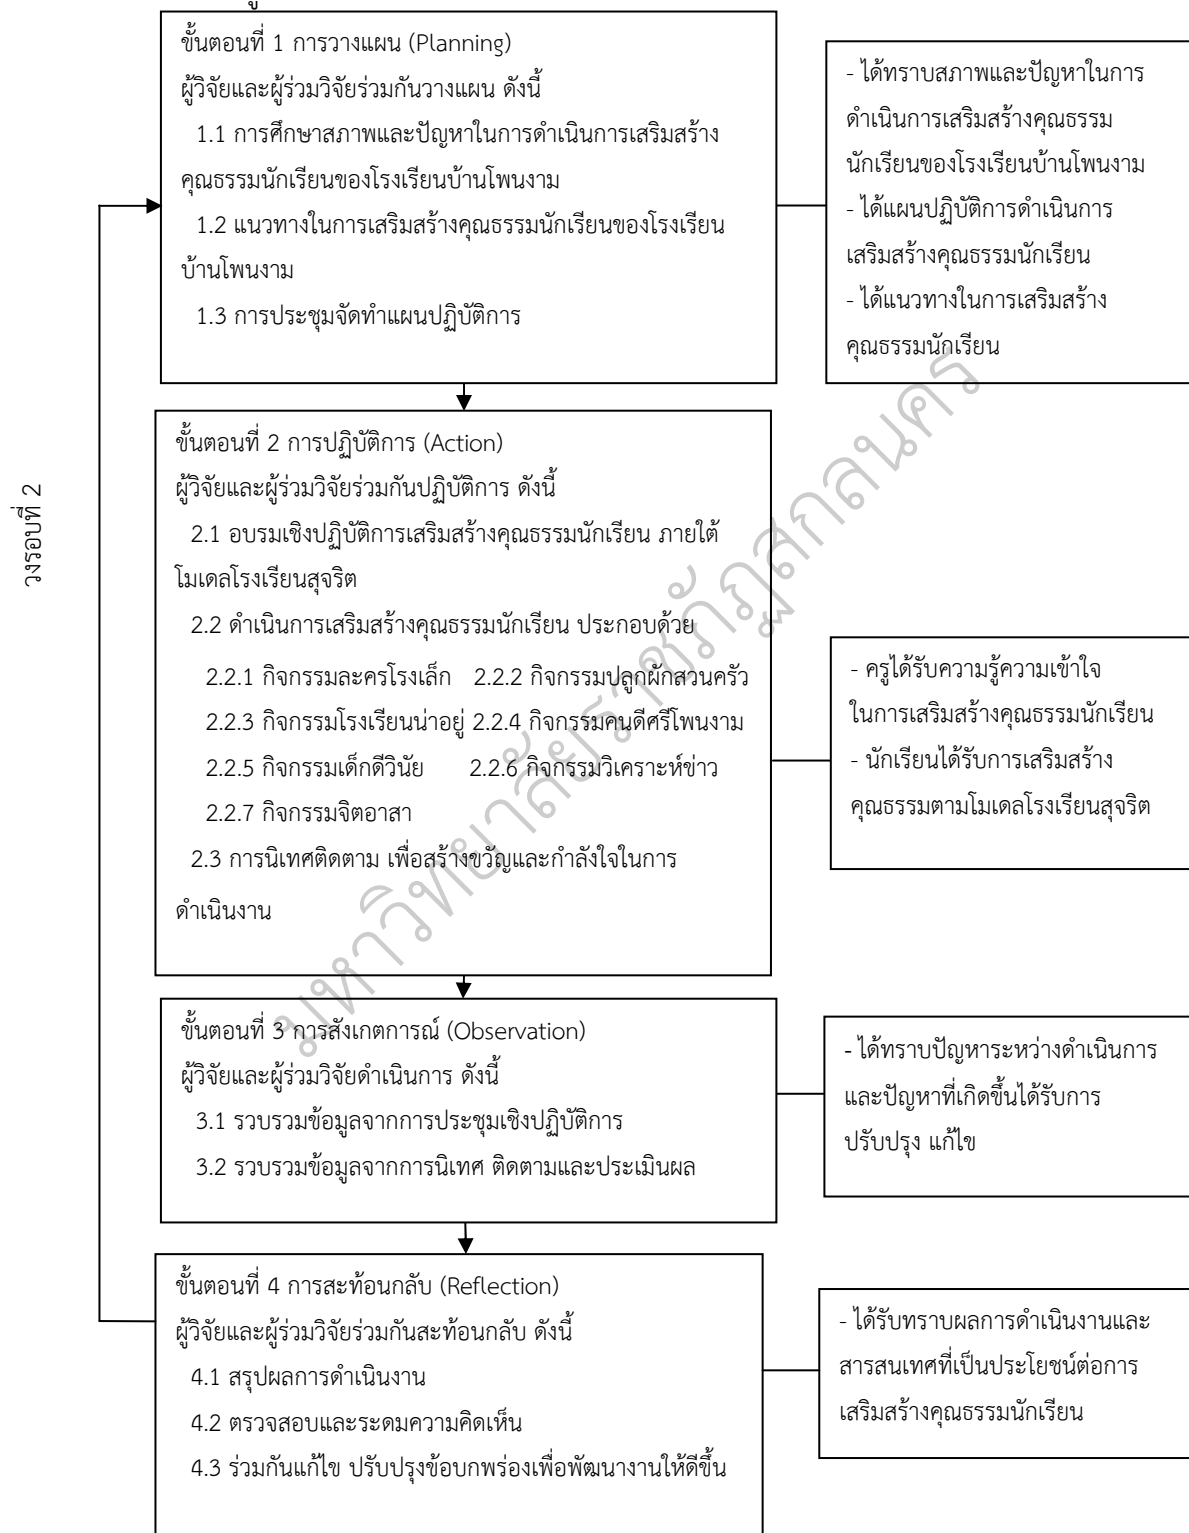 ขั้นตอนที่ 1 การวางแผน (Planning)
ผู้วิจัยและผู้ร่วมวิจัยร่วมกันวางแผน ดังนี้
1.1 การศึกษาสภาพและปัญหาในการดำเนินการเสริมสร้าง
คุณธรรมนักเรียนของโรงเรียนบ้านโพนงาม
1.2 แนวทางในการเสริมสร้างคุณธรรมนักเรียนของโรงเรียน
บ้านโพนงาม
1.3 การประชุมจัดทำแผนปฏิบัติการ
- ได้ทราบสภาพและปัญหาในการ
ดำเนินการเสริมสร้างคุณธรรม
นักเรียนของโรงเรียนบ้านโพนงาม
- ได้แผนปฏิบัติการดำเนินการ
เสริมสร้างคุณธรรมนักเรียน
- ได้แนวทางในการเสริมสร้าง
คุณธรรมนักเรียน
วงรอบที่ 2
ขั้นตอนที่ 2 การปฏิบัติการ (Action)
ผู้วิจัยและผู้ร่วมวิจัยร่วมกันปฏิบัติการ ดังนี้
2.1 อบรมเชิงปฏิบัติการเสริมสร้างคุณธรรมนักเรียน ภายใต้
โมเดลโรงเรียนสุจริต
2.2 ดำเนินการเสริมสร้างคุณธรรมนักเรียน ประกอบด้วย
2.2.1 กิจกรรมละครโรงเล็ก 2.2.2 กิจกรรมปลูกผักสวนครัว
2.2.3 กิจกรรมโรงเรียนน่าอยู่ 2.2.4 กิจกรรมคนดีศรีโพนงาม
2.2.5 กิจกรรมเด็กดีวินัย 2.2.6 กิจกรรมวิเคราะห์ข่าว
2.2.7 กิจกรรมจิตอาสา
2.3 การนิเทศติดตาม เพื่อสร้างขวัญและกำลังใจในการ
ดำเนินงาน
- ครูได้รับความรู้ความเข้าใจ
ในการเสริมสร้างคุณธรรมนักเรียน
- นักเรียนได้รับการเสริมสร้าง
คุณธรรมตามโมเดลโรงเรียนสุจริต
มหาวิทยาลัยราชภัฏสกลนคร
ขั้นตอนที่ 3 การสังเกตการณ์ (Observation)
ผู้วิจัยและผู้ร่วมวิจัยดำเนินการ ดังนี้
3.1 รวบรวมข้อมูลจากการประชุมเชิงปฏิบัติการ
3.2 รวบรวมข้อมูลจากการนิเทศ ติดตามและประเมินผล
- ได้ทราบปัญหาระหว่างดำเนินการ
และปัญหาที่เกิดขึ้นได้รับการ
ปรับปรุง แก้ไข
ขั้นตอนที่ 4 การสะท้อนกลับ (Reflection)
ผู้วิจัยและผู้ร่วมวิจัยร่วมกันสะท้อนกลับ ดังนี้
4.1 สรุปผลการดำเนินงาน
4.2 ตรวจสอบและระดมความคิดเห็น
4.3 ร่วมกันแก้ไข ปรับปรุงข้อบกพร่องเพื่อพัฒนางานให้ดีขึ้น
- ได้รับทราบผลการดำเนินงานและ
สารสนเทศที่เป็นประโยชน์ต่อการ
เสริมสร้างคุณธรรมนักเรียน